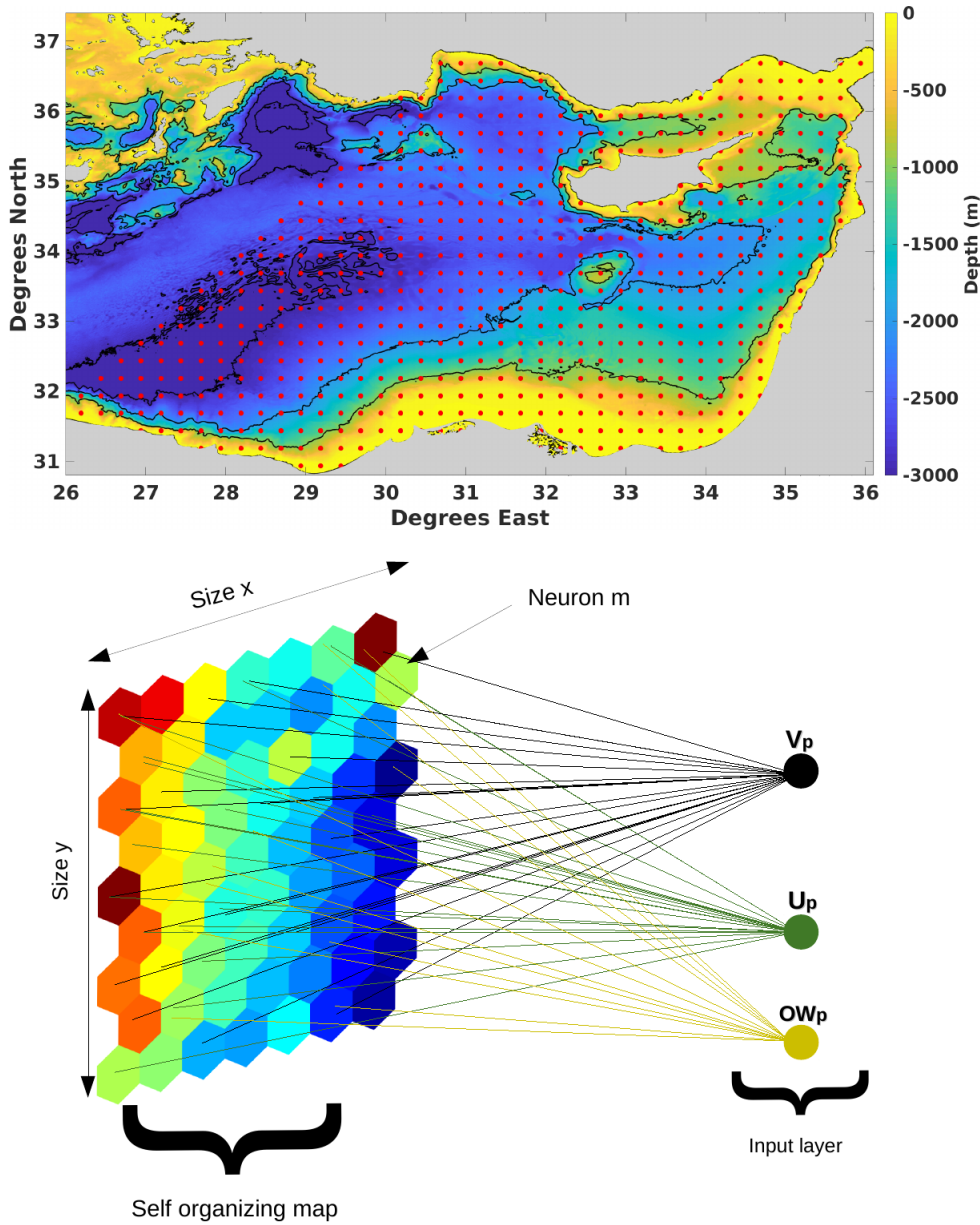 37
36
35
34
33
32
31
Degrees North
26 27 28 29 30 31 32 33 34 35 36
Degrees East
0
-500
-1000
-1500
-2000
-2500
-3000
Depth (m)
Size x
Neuron m
Size y
Vp
Up
OWp
Input layer
Self organizing map